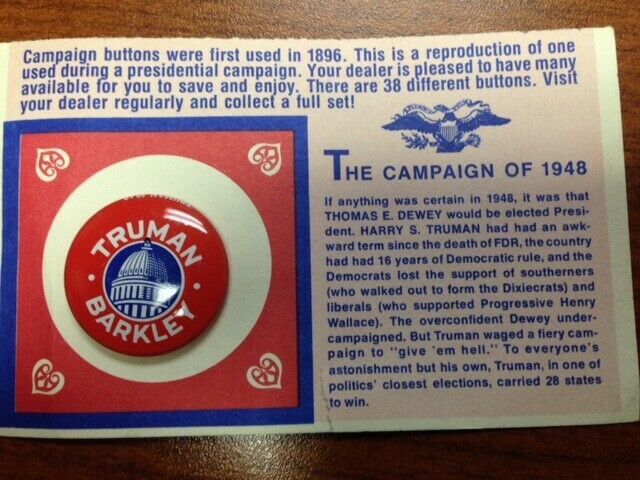 Campaign buttons were first used in 1896. This is a reproduction of one
used during a presidential campaign. Your dealer is pleased to have many
available for you to save and enjoy. There are 38 different buttons. Visit
your dealer regularly and collect a full set!
TRUMAN
BARKLEY
THE CAMPAIGN OF 1948
If anything was certain in 1948, it was that
THOMAS E. DEWEY would be elected Presi-
dent. HARRY S. TRUMAN had had an awk-
ward term since the death of FDR, the country
had had 16 years of Democratic rule, and the
Democrats lost the support of southerners
(who walked out to form the Dixiecrats) and
liberals (who supported Progressive Henry
Wallace). The overconfident Dewey under-
campaigned. But Truman waged a fiery cam-
paign to "give 'em hell." To everyone's
astonishment but his own, Truman, in one of
politics' closest elections, carried 28 states
to win.